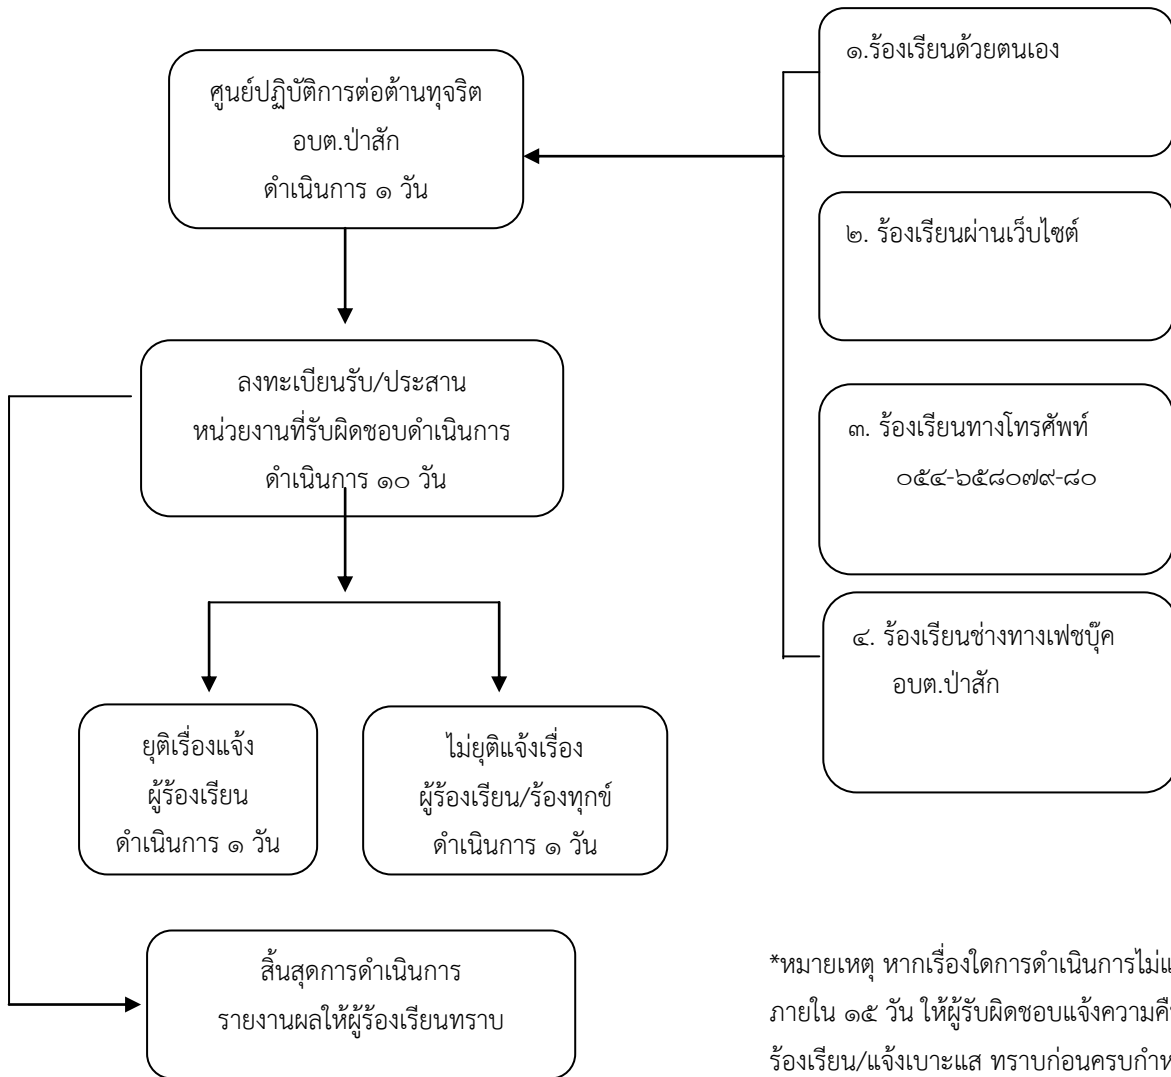 ศูนย์ปฏิบัติการต่อต้านทุจริต
อบต.ป่าสัก
ดำเนินการ ๑ วัน
๑.ร้องเรียนด้วยตนเอง
๒. ร้องเรียนผ่านเว็บไซต์
๓. ร้องเรียนทางโทรศัพท์
๐๕๔-๖๕๘๐๗๙-๘๐
๔. ร้องเรียนช่างทางเฟชบุ๊ค
อบต.ป่าสัก
ลงทะเบียนรับ/ประสาน
หน่วยงานที่รับผิดชอบดำเนินการ
ดำเนินการ ๑๐ วัน
ยุติเรื่องแจ้ง
ผู้ร้องเรียน
ดำเนินการ ๑ วัน
ไม่ยุติแจ้งเรื่อง
ผู้ร้องเรียน/ร้องทุกข์
ดำเนินการ ๑ วัน
สิ้นสุดการดำเนินการ
รายงานผลให้ผู้ร้องเรียนทราบ
*หมายเหตุ หากเรื่องใดการดำเนินการไม่
ภายใน ๑๕ วัน ให้ผู้รับผิดชอบแจ้ง
ร้องเรียน/แจ้งเบาะแส ทราบก่อนครบ